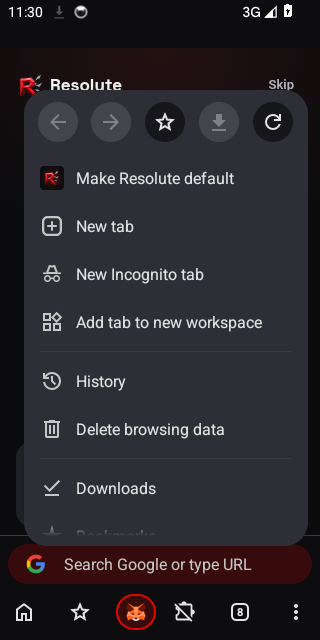 11:30
3G
Resolute
Skip
Make Resolute default
New tab
New Incognito tab
Add tab to new workspace
History
Delete browsing data
Downloads
Bookmarks
Search Google or type URL
8